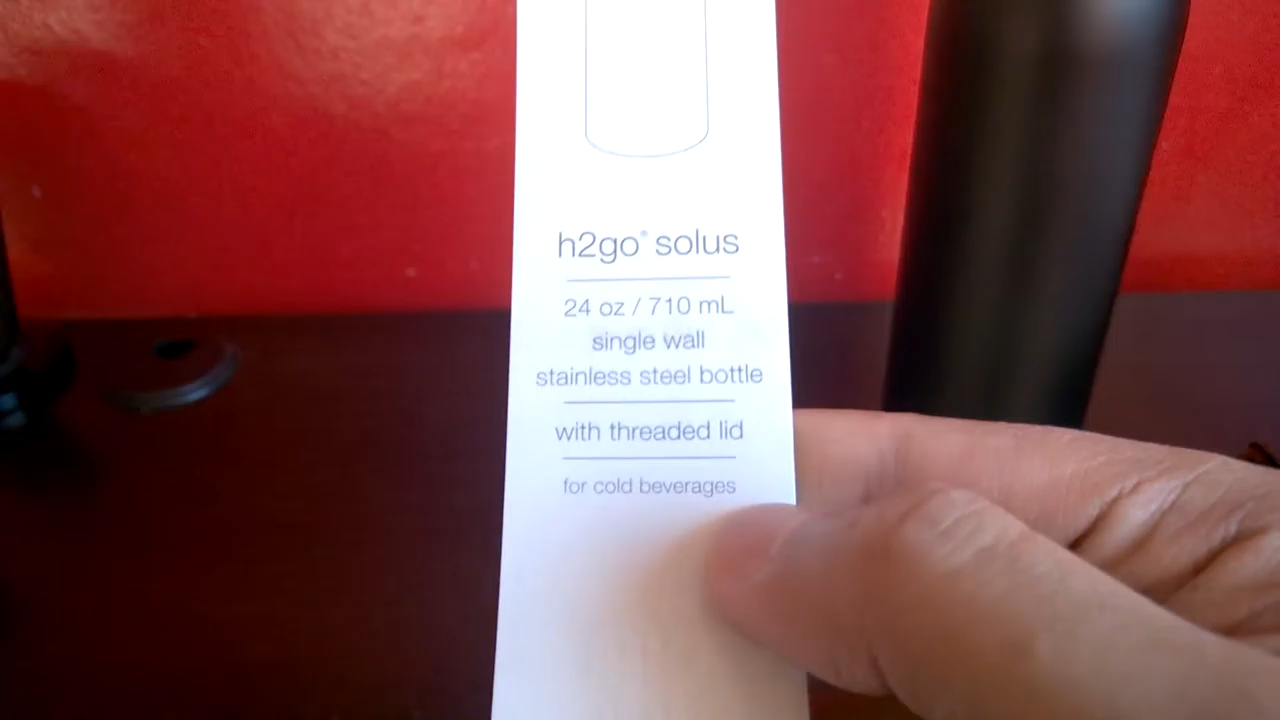 h2go® solus
24 oz / 710 mL
single wall
stainless steel bottle
with threaded lid
for cold beverages